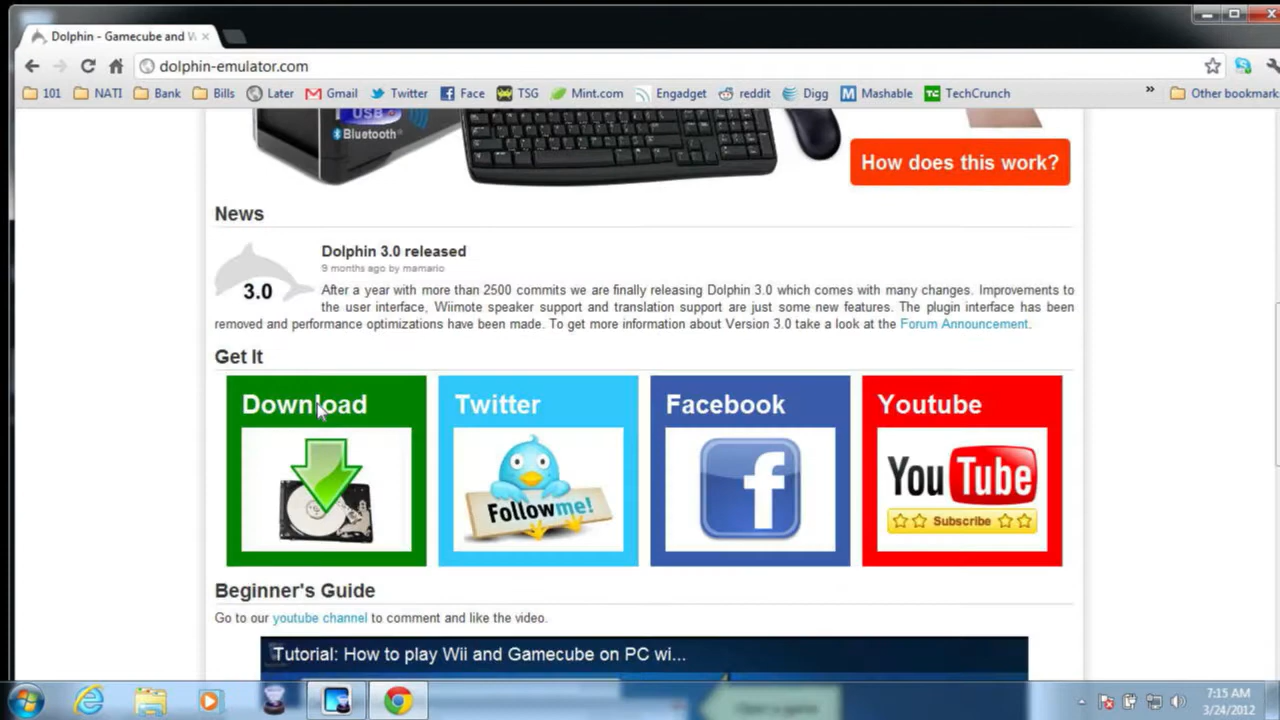 Dolphin - Gamecube and W
dolphin-emulator.com
101 NATI Bank Bills Later Gmail Twitter Face TSG Mint.com Engadget reddit Digg Mashable TechCrunch » Other bookmark
USB
Bluetooth®
How does this work?
News
Dolphin 3.0 released
9 months ago by mamario
3.0
After a year with more than 2500 commits we are finally releasing Dolphin 3.0 which comes with many changes. Improvements to
the user interface, Wiimote speaker support and translation support are just some new features. The plugin interface has been
removed and performance optimizations have been made. To get more information about Version 3.0 take a look at the Forum Announcement.
Get It
Download
Twitter
Facebook
Youtube
Follow me!
f
You Tube
Subscribe
Beginner's Guide
Go to our youtube channel to comment and like the video.
Tutorial: How to play Wii and Gamecube on PC wi...
Open a game
7:15 AM
3/24/2012